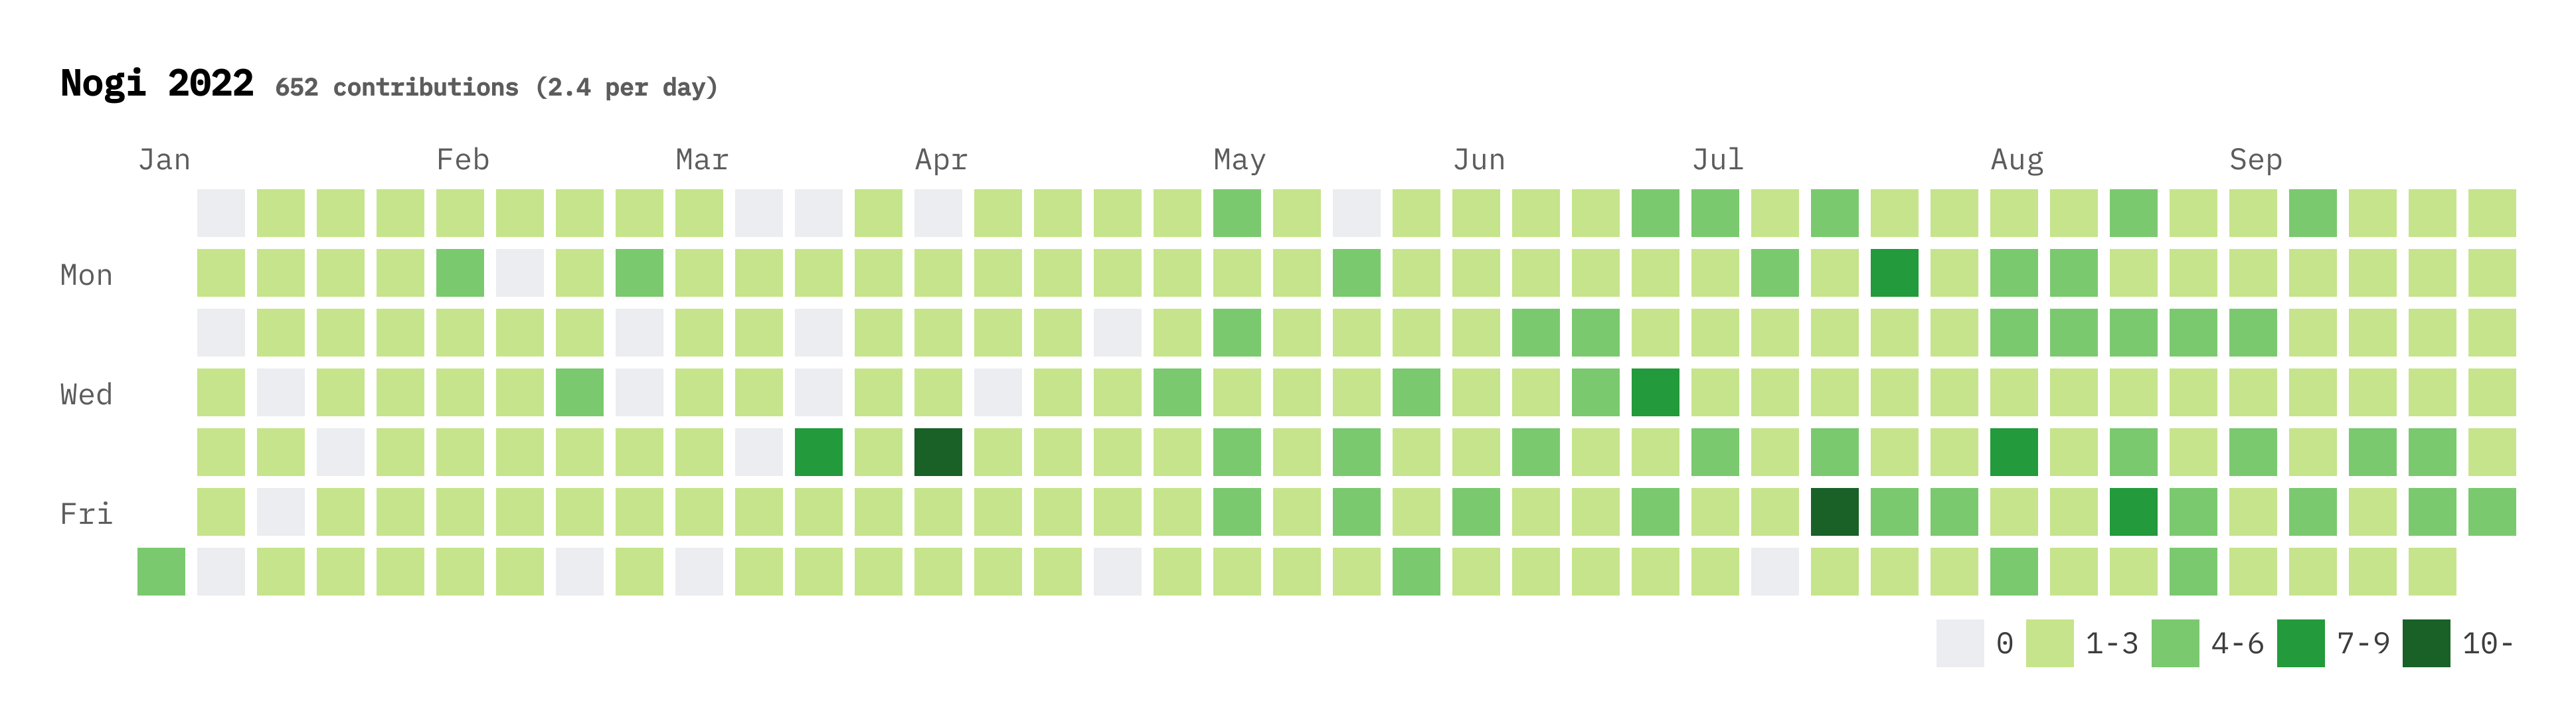 Nogi 2022 652 contributions (2.4 per day)
Jan Feb Mar Apr May Jun Jul Aug Sep
Mon
Wed
Fri
0 1-3 4-6 7-9 10-